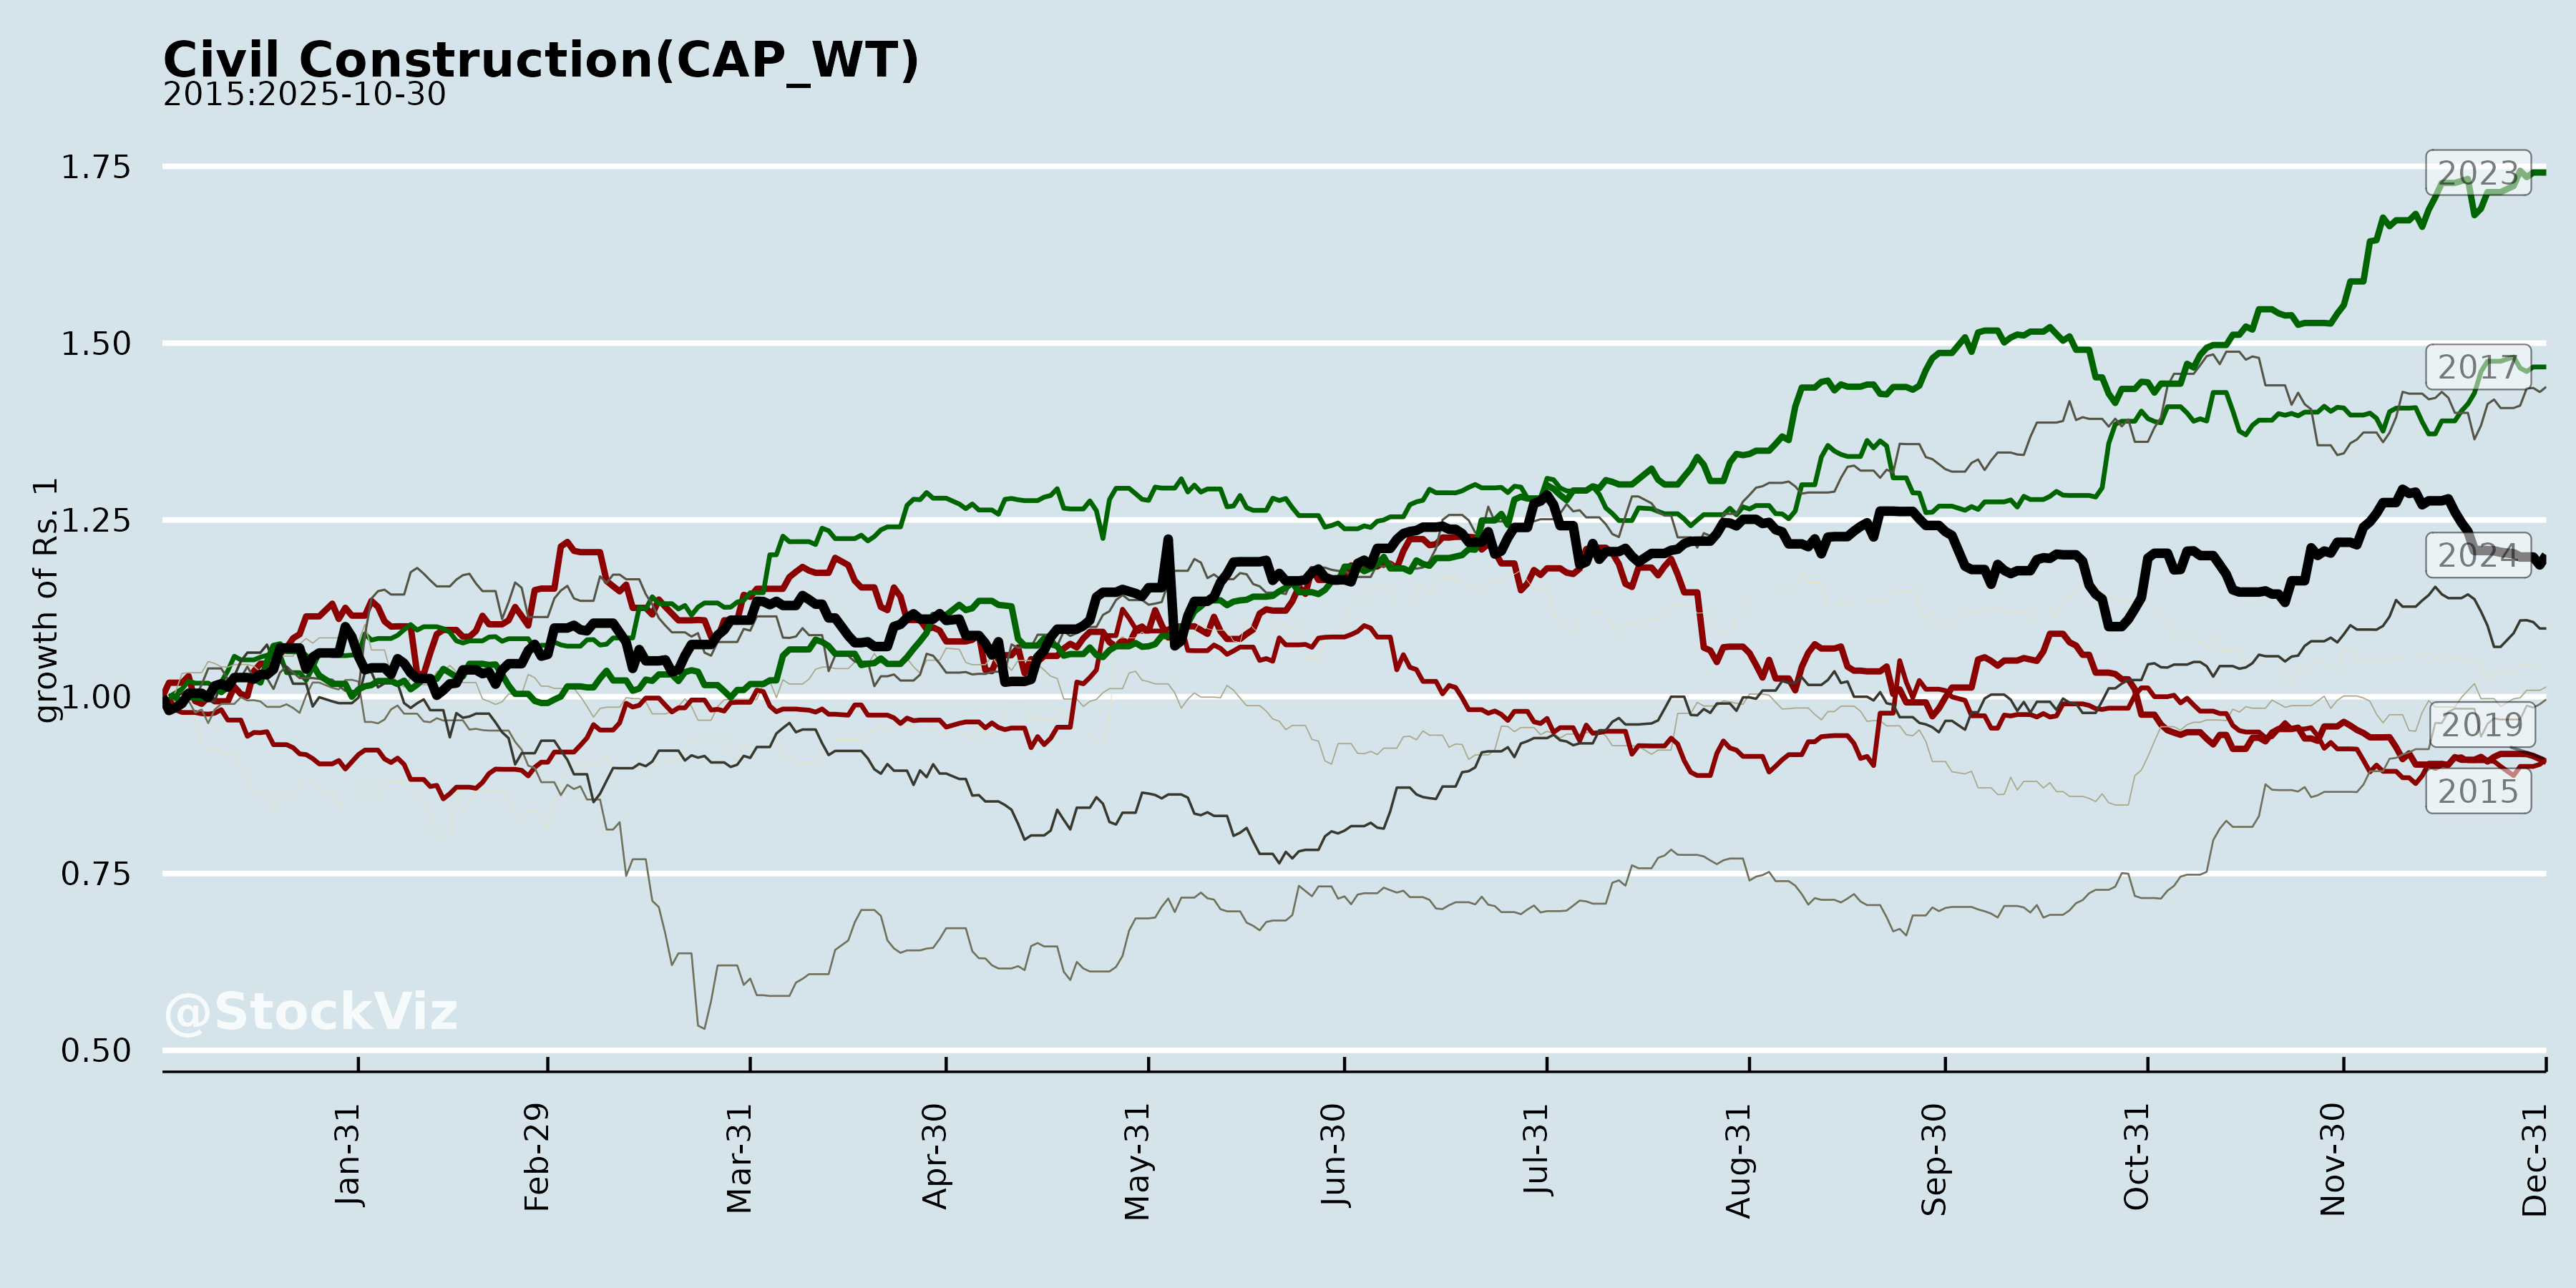 Civil Construction(CAP_WT)
2015:2025-10-30
growth of Rs. 1
1.75
1.50
1.25
1.00
0.75
0.50
2023
2017
2024
2019
2015
@StockViz
Jan-31
Feb-29
Mar-31
Apr-30
May-31
Jun-30
Jul-31
Aug-31
Sep-30
Oct-31
Nov-30
Dec-31